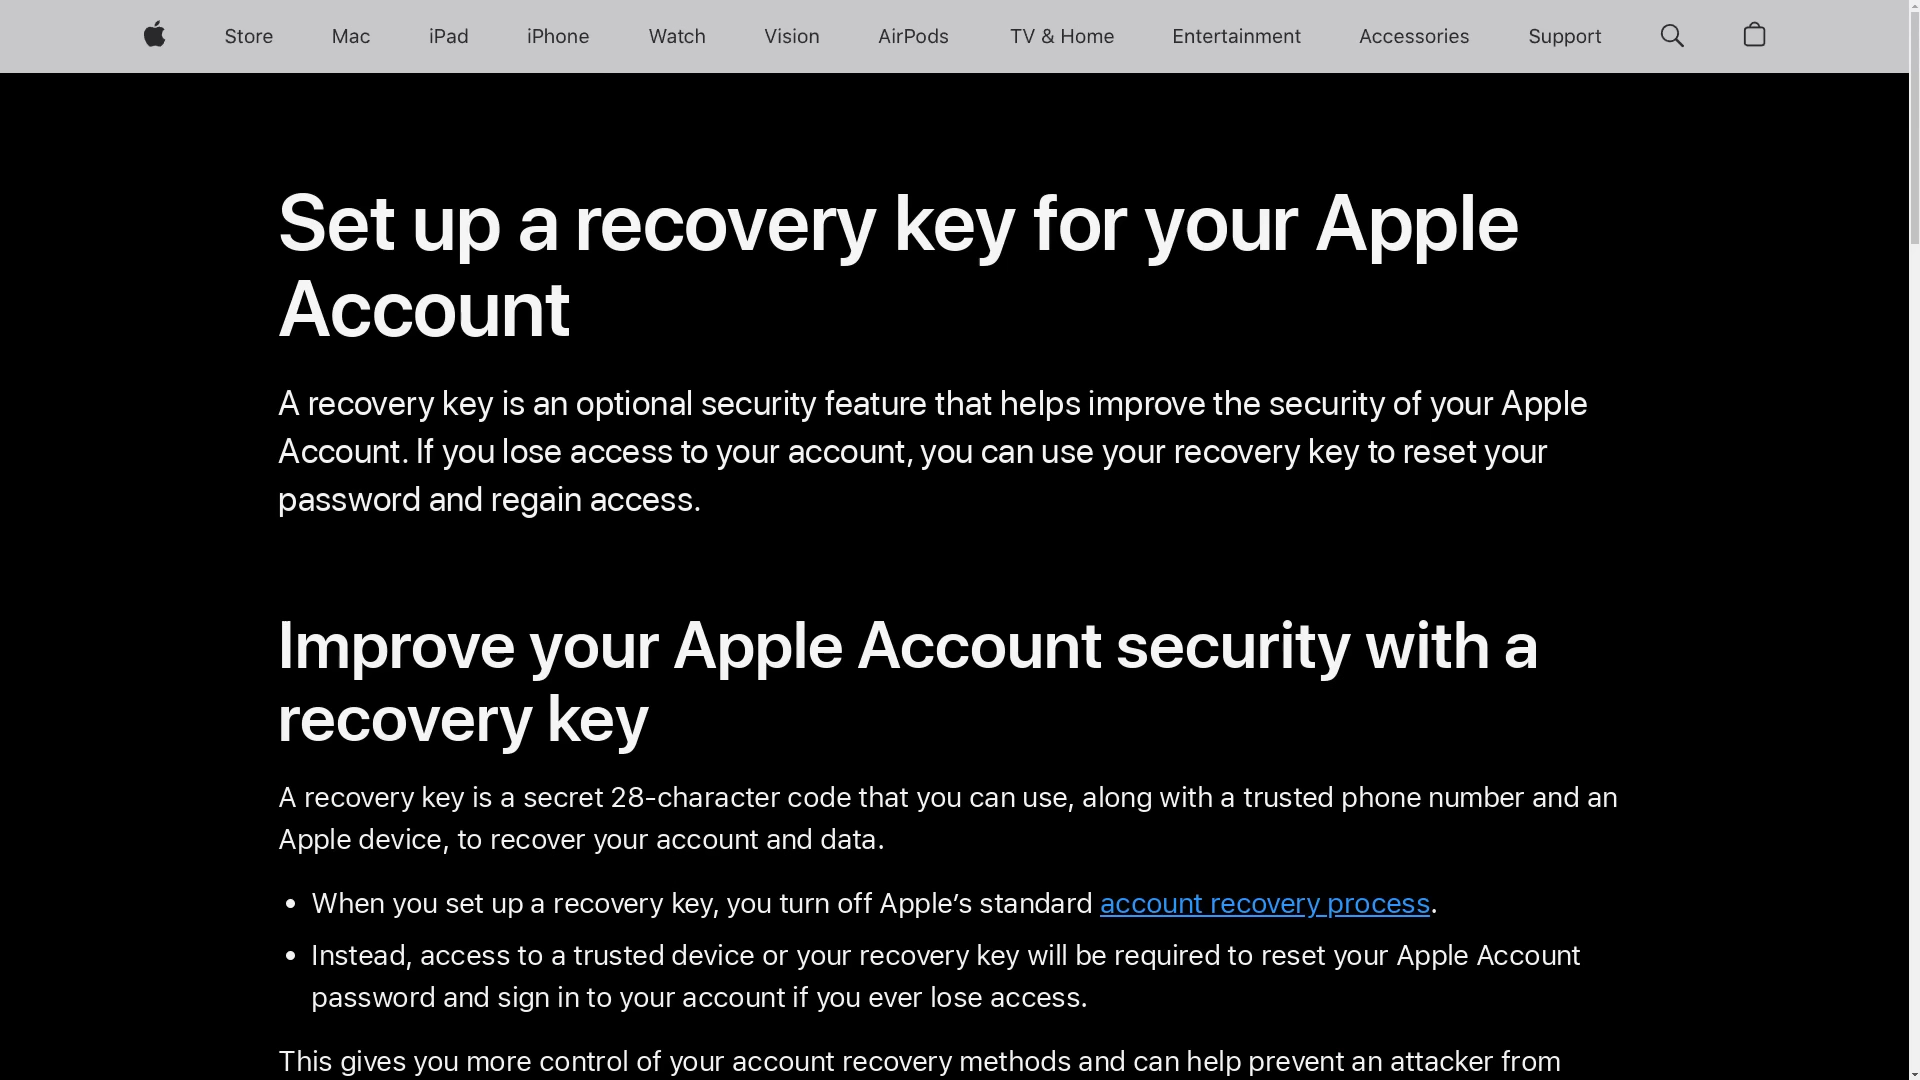 Store Mac iPad iPhone Watch Vision AirPods TV & Home Entertainment Accessories Support
Set up a recovery key for your Apple
Account
A recovery key is an optional security feature that helps improve the security of your Apple
Account. If you lose access to your account, you can use your recovery key to reset your
password and regain access.
Improve your Apple Account security with a
recovery key
A recovery key is a secret 28-character code that you can use, along with a trusted phone number and an
Apple device, to recover your account and data.
• When you set up a recovery key, you turn off Apple’s standard account recovery process.
• Instead, access to a trusted device or your recovery key will be required to reset your Apple Account
password and sign in to your account if you ever lose access.
This gives you more control of your account recovery methods and can help prevent an attacker from